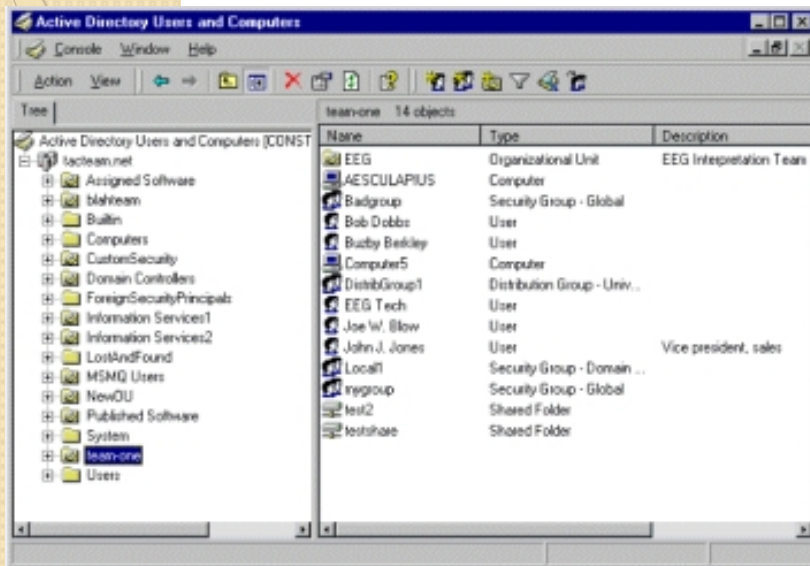 Active Directory Users and Computers
Console Window Help
Action View
Tree
team-one 14 objects
Active Directory Users and Computers [CONST
tacteam.net
Assigned Software
blahteam
Builtin
Computers
CustomSecurity
Domain Controllers
ForeignSecurityPrincipals
Information Services1
Information Services2
LostAndFound
MSMQ Users
NewOU
Published Software
System
team-one
Users
Name Type Description
EEG Organizational Unit EEG Interpretation Team
AESCULAPIUS Computer
Badgroup Security Group - Global
Bob Dobbs User
Buzby Berkley User
Computer5 Computer
DistribGroup1 Distribution Group - Univ...
EEG Tech User
Joe W. Blow User
John J. Jones User Vice president, sales
Local1 Security Group - Domain ...
mygroup Security Group - Global
test2 Shared Folder
testshare Shared Folder